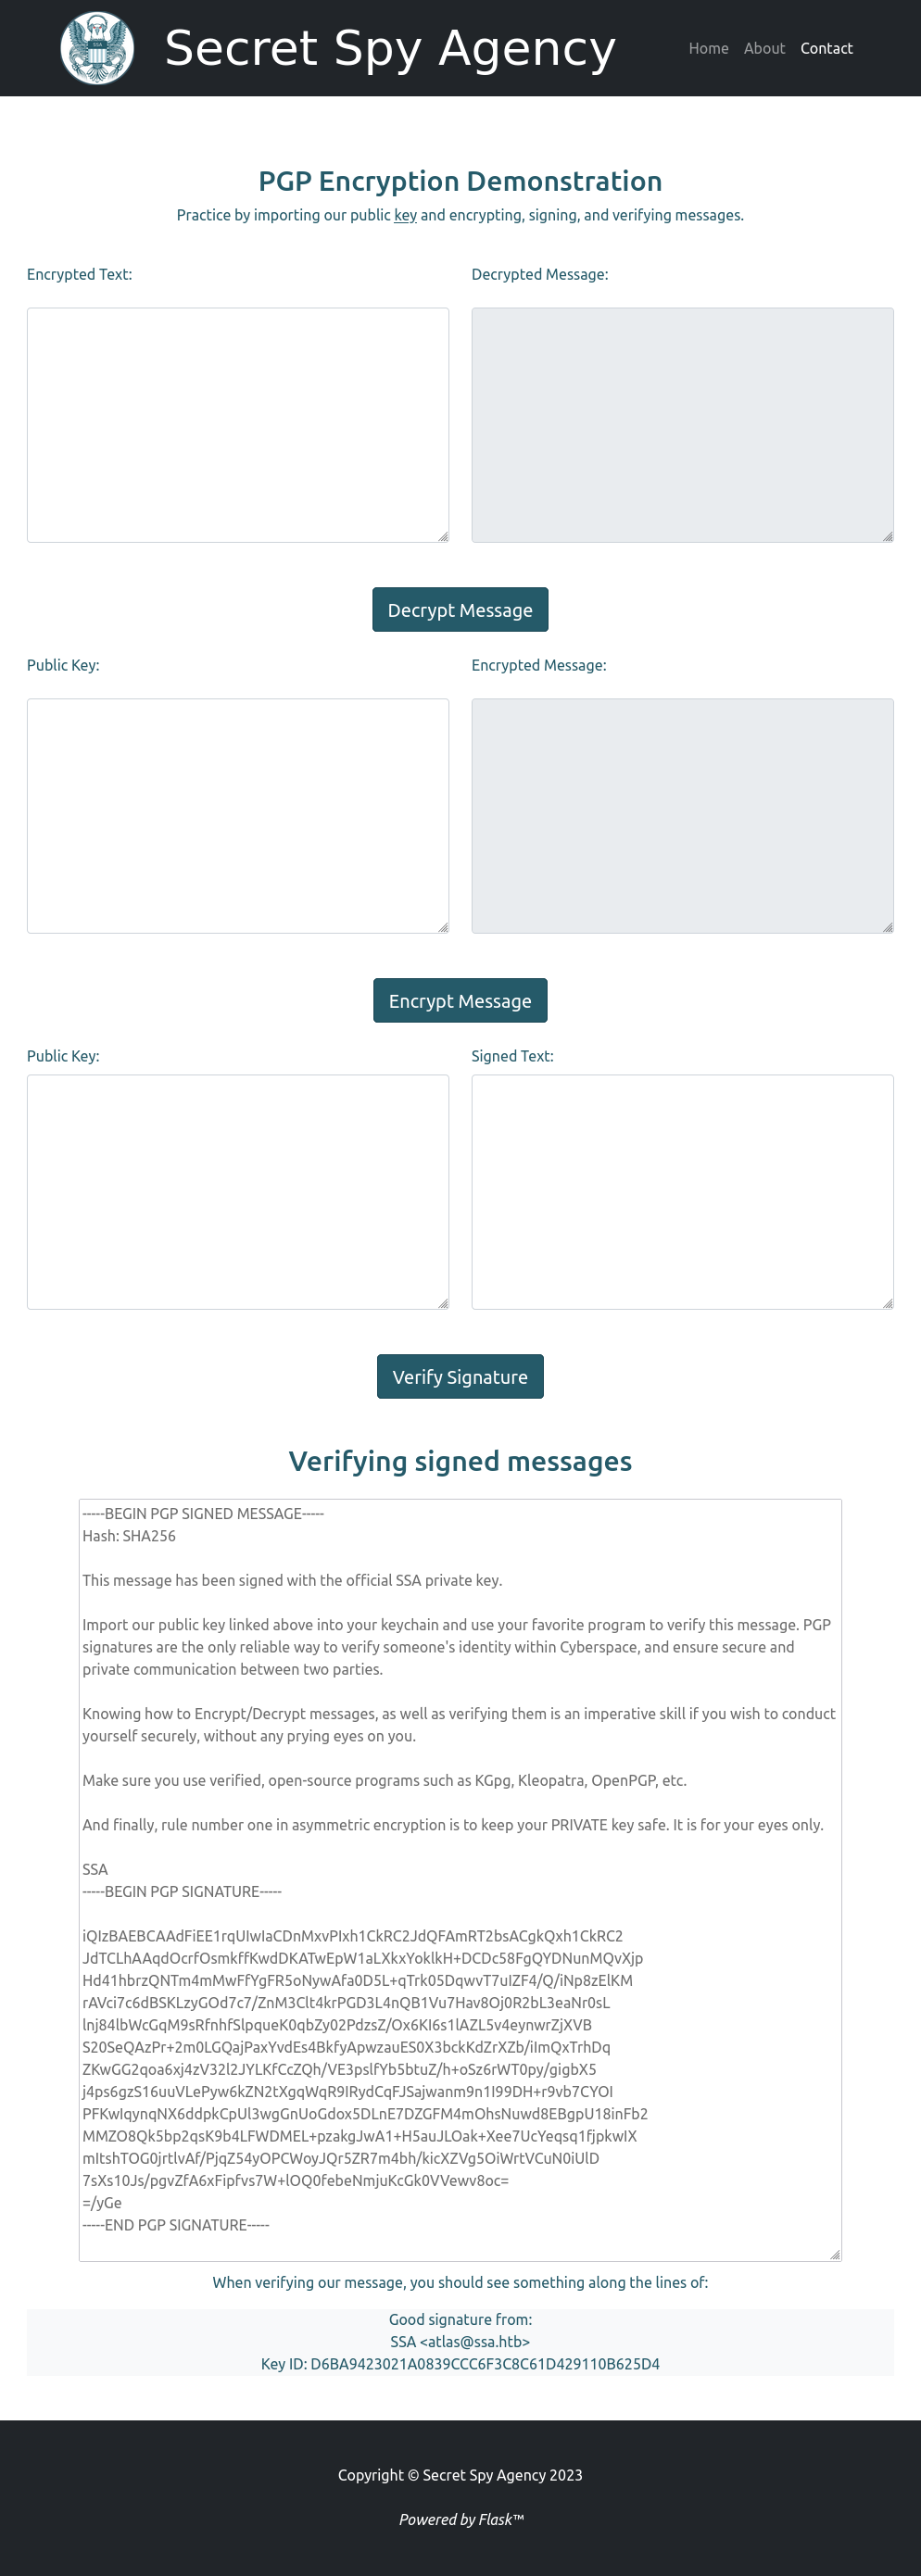 SSA
Secret Spy Agency
Home About Contact
PGP Encryption Demonstration
Practice by importing our public key and encrypting, signing, and verifying messages.
Encrypted Text:
Decrypted Message:
Decrypt Message
Public Key:
Encrypted Message:
Encrypt Message
Public Key:
Signed Text:
Verify Signature
Verifying signed messages
-----BEGIN PGP SIGNED MESSAGE-----
Hash: SHA256
This message has been signed with the official SSA private key.
Import our public key linked above into your keychain and use your favorite program to verify this message. PGP
signatures are the only reliable way to verify someone's identity within Cyberspace, and ensure secure and
private communication between two parties.
Knowing how to Encrypt/Decrypt messages, as well as verifying them is an imperative skill if you wish to conduct
yourself securely, without any prying eyes on you.
Make sure you use verified, open-source programs such as KGpg, Kleopatra, OpenPGP, etc.
And finally, rule number one in asymmetric encryption is to keep your PRIVATE key safe. It is for your eyes only.
SSA
-----BEGIN PGP SIGNATURE-----
iQIzBAEBCAAdFiEE1rqUIwIaCDnMxvPIxh1CkRC2JdQFAmRT2bsACgkQxh1CkRC2
JdTCLhAAqdOcrfOsmkffKwdDKATwEpW1aLXkxYoklkH+DCDc58FgQYDNunMQvXjp
Hd41hbrzQNTm4mMwFfYgFR5oNywAfa0D5L+qTrk05DqwvT7uIZF4/Q/iNp8zElKM
rAVci7c6dBSKLzyGOd7c7/ZnM3Clt4krPGD3L4nQB1Vu7Hav8Oj0R2bL3eaNr0sL
lnj84lbWcGqM9sRfnhfSlpqueK0qbZy02PdzsZ/Ox6KI6s1lAZL5v4eynwrZjXVB
S20SeQAzPr+2m0LGQajPaxYvdEs4BkfyApwzauES0X3bckKdZrXZb/iImQxTrhDq
ZKwGG2qoa6xj4zV32l2JYLKfCcZQh/VE3pslfYb5btuZ/h+oSz6rWT0py/gigbX5
j4ps6gzS16uuVLePyw6kZN2tXgqWqR9IRydCqFJSajwanm9n1I99DH+r9vb7CYOI
PFKwIqynqNX6ddpkCpUl3wgGnUoGdox5DLnE7DZGFM4mOhsNuwd8EBgpU18inFb2
MMZO8Qk5bp2qsK9b4LFWDMEL+pzakgJwA1+H5auJLOak+Xee7UcYeqsq1fjpkwIX
mItshTOG0jrtlvAf/PjqZ54yOPCWoyJQr5ZR7m4bh/kicXZVg5OiWrtVCuN0iUlD
7sXs10Js/pgvZfA6xFipfvs7W+lOQ0febeNmjuKcGk0VVewv8oc=
=/yGe
-----END PGP SIGNATURE-----
When verifying our message, you should see something along the lines of:
Good signature from:
SSA <atlas@ssa.htb>
Key ID: D6BA9423021A0839CCC6F3C8C61D429110B625D4
Copyright © Secret Spy Agency 2023
Powered by Flask™